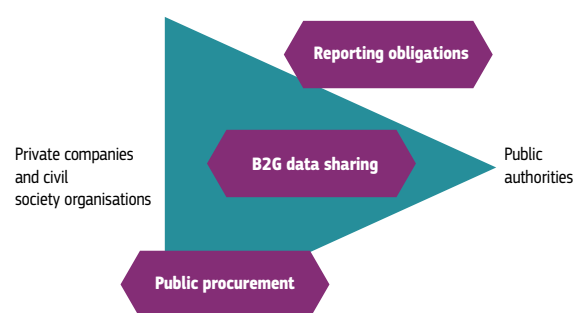 Reporting obligations
Private companies
and civil
society organisations
B2G data sharing
Public
authorities
Public procurement